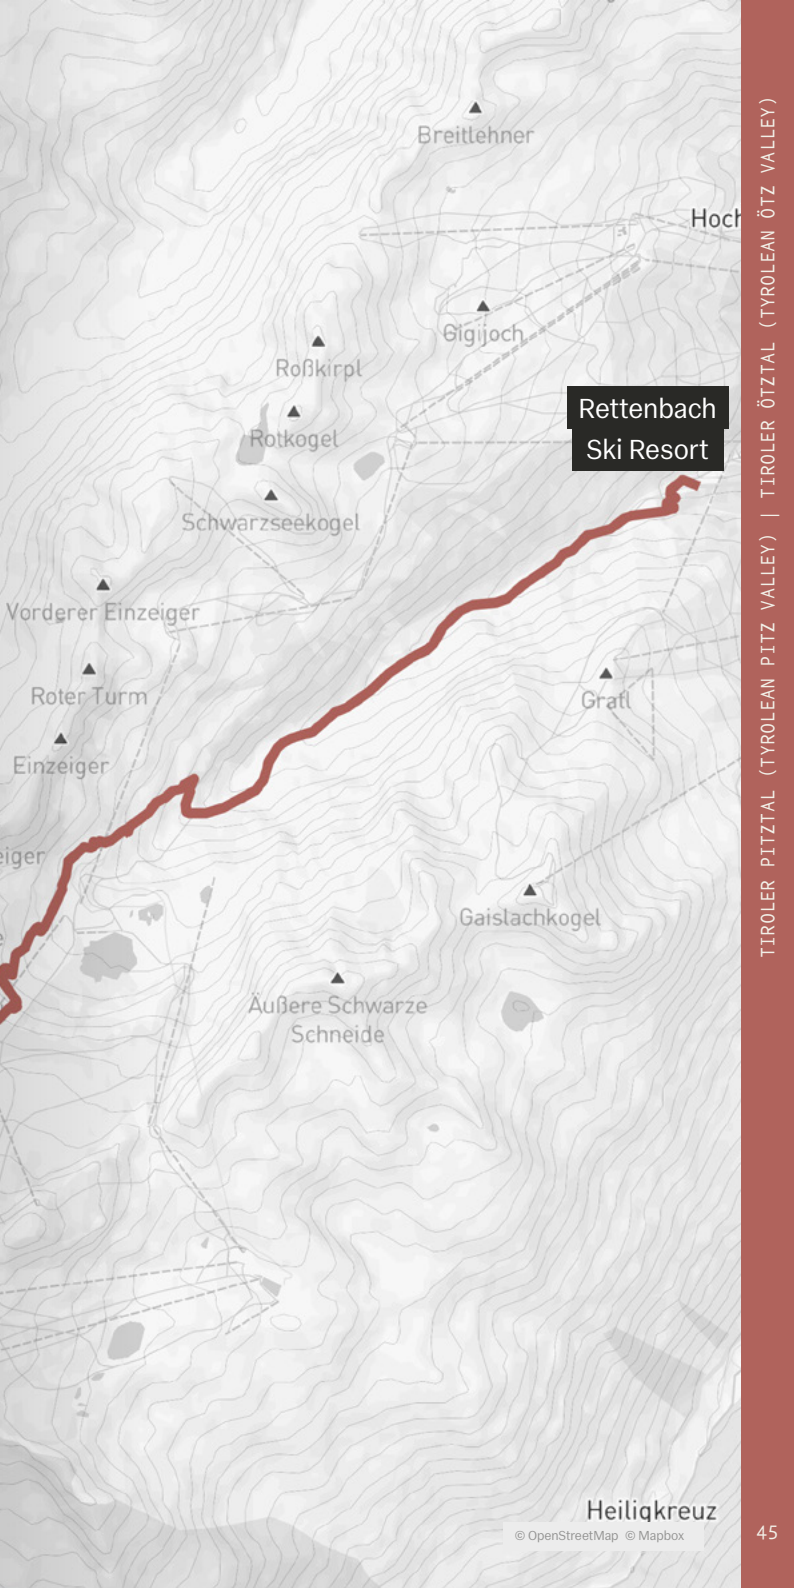 Breitlehner
Hoch
Gigijoch
Roßkirpl
Rettenbach
Ski Resort
Rotkogel
Schwarzseekogel
Vorderer Einzeiger
Roter Turm
Gratl
Einzeiger
eiger
Gaislachkogel
Äußere Schwarze
Schneide
Heiligkreuz
© OpenStreetMap © Mapbox
TIROLER PITZTAL (TYROLEAN PITZ VALLEY) | TIROLER ÖTZTAL (TYROLEAN ÖTZ VALLEY)
45